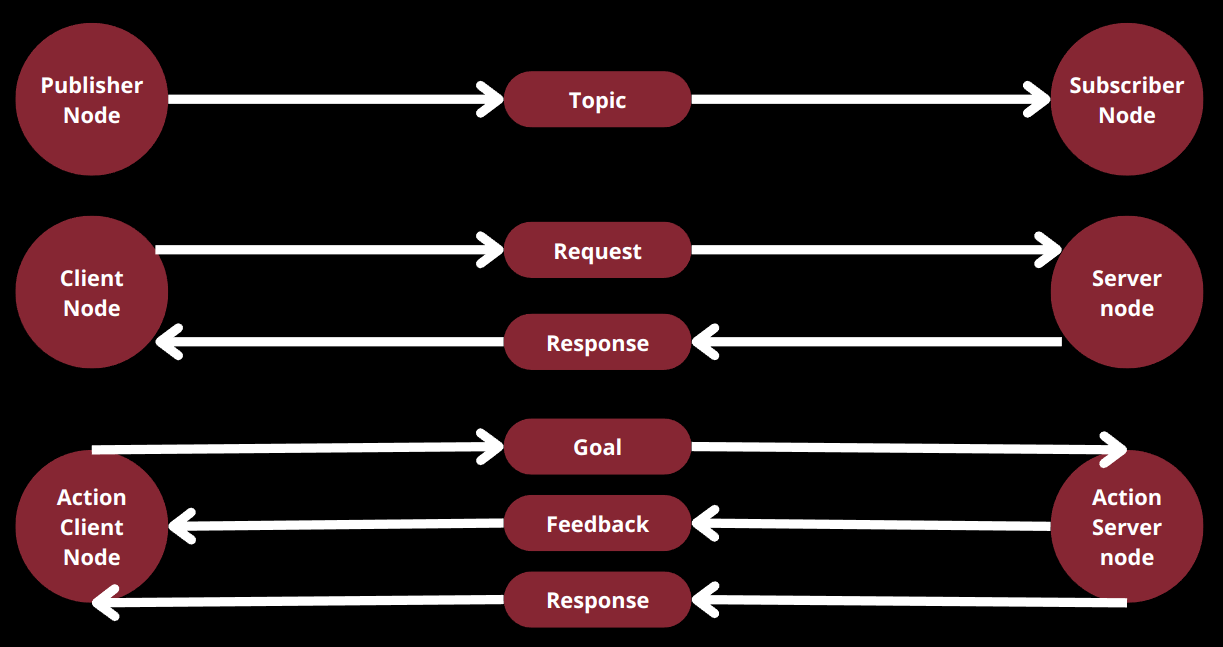 Publisher
Node
Topic
Subscriber
Node
Client
Node
Request
Response
Server
node
Action
Client
Node
Goal
Feedback
Response
Action
Server
node